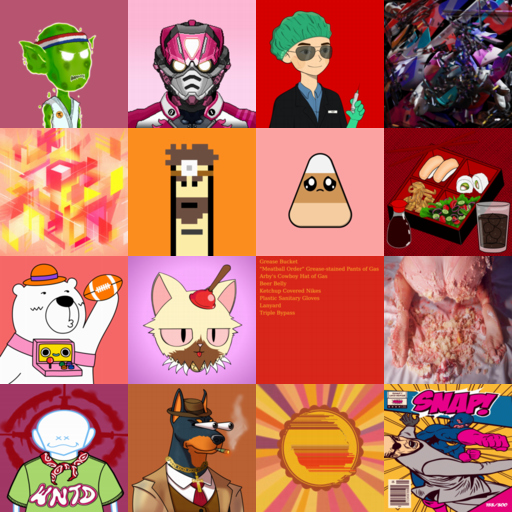 Grease Bucket
"Meatball Order" Grease-stained Pants of Gas
Arby's Cowboy Hat of Gas
Beer Belly
Ketchup Covered Nikes
Plastic Sanitary Gloves
Lanyard
Triple Bypass
WNTD
SNAP!